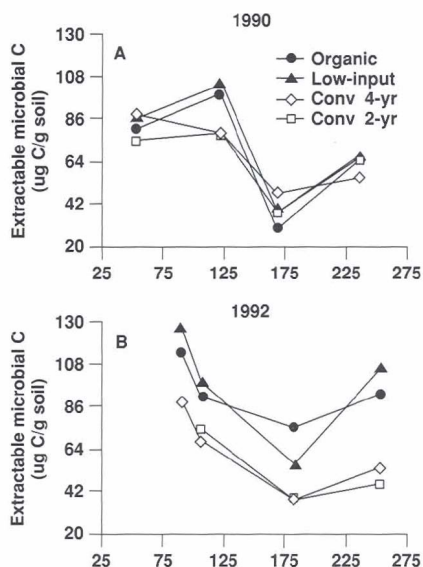 1990
A
Organic
Low-input
Conv 4-yr
Conv 2-yr
Extractable microbial C
(ug C/g soil)
130
108
86
64
42
20
25 75 125 175 225 275
1992
B
Extractable microbial C
(ug C/g soil)
130
108
86
64
42
20
25 75 125 175 225 275